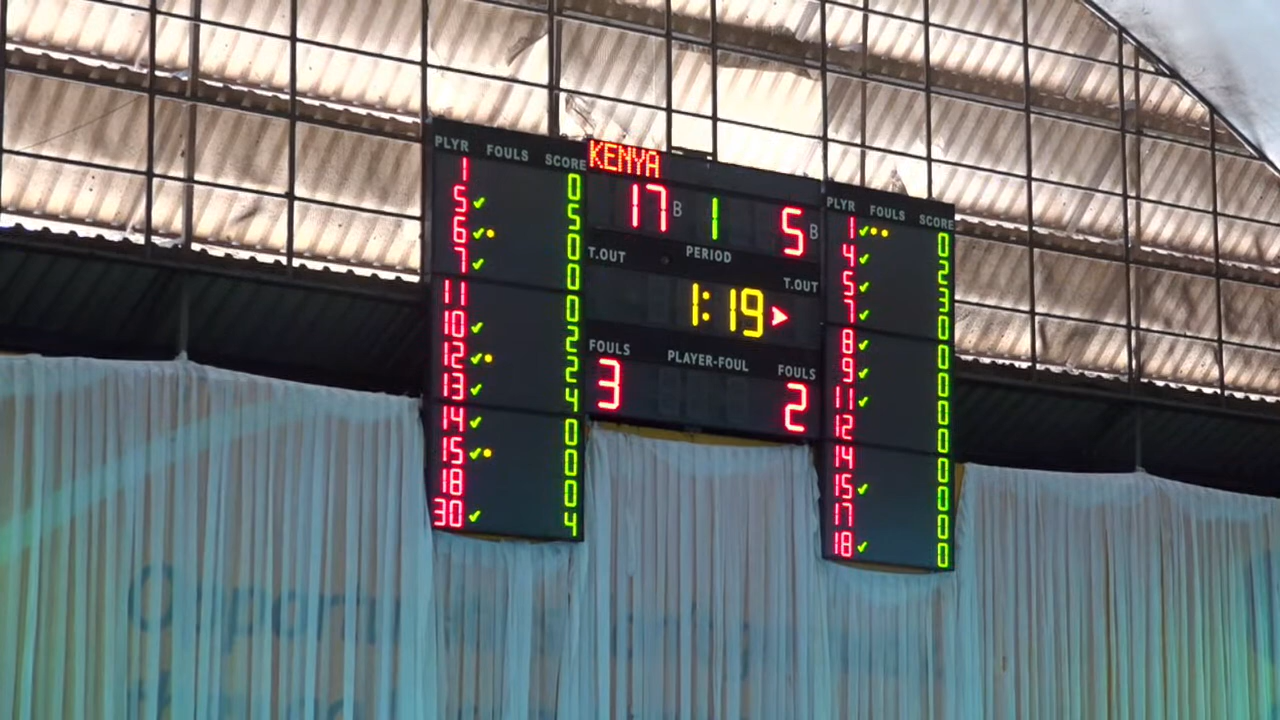 PLYR FOULS SCORE
1 ✓ 0
5 ✓ 5
6 ✓• 0
7 ✓ 0
11 0
10 ✓ 2
12 ✓• 2
13 ✓ 4
14 ✓ 0
15 ✓• 0
18 0
30 ✓ 4
KENYA
17 B 1 5 B
T.OUT PERIOD T.OUT
1:19
FOULS PLAYER-FOUL FOULS
3 2
PLYR FOULS SCORE
1 ✓•• 0
4 ✓ 2
5 ✓ 3
7 ✓ 0
8 ✓ 0
9 ✓ 0
11 ✓ 0
12 0
14 0
15 ✓ 0
17 0
18 ✓ 0